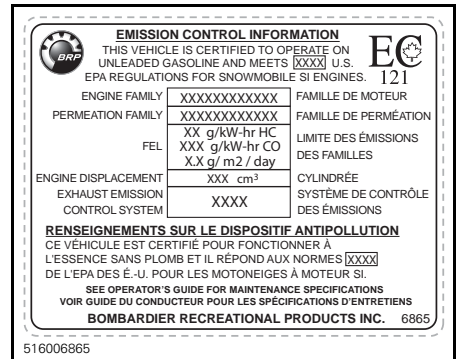 EMISSION CONTROL INFORMATION
THIS VEHICLE IS CERTIFIED TO OPERATE ON
UNLEADED GASOLINE AND MEETS XXXX U.S.
EPA REGULATIONS FOR SNOWMOBILE SI ENGINES.
BRP
EC
121
ENGINE FAMILY XXXXXXXXXXXX FAMILLE DE MOTEUR
PERMEATION FAMILY XXXXXXXXXXXX FAMILLE DE PERMÉATION
XX g/kW-hr HC
FEL XXX g/kW-hr CO LIMITE DES ÉMISSIONS
X.X g/ m2 / day DES FAMILLES
ENGINE DISPLACEMENT XXX cm³ CYLINDRÉE
EXHAUST EMISSION XXXX SYSTÈME DE CONTRÔLE
CONTROL SYSTEM DES ÉMISSIONS
RENSEIGNEMENTS SUR LE DISPOSITIF ANTIPOLLUTION
CE VÉHICULE EST CERTIFIÉ POUR FONCTIONNER À
L'ESSENCE SANS PLOMB ET IL RÉPOND AUX NORMES XXXX
DE L'EPA DES É.-U. POUR LES MOTONEIGES À MOTEUR SI.
SEE OPERATOR'S GUIDE FOR MAINTENANCE SPECIFICATIONS
VOIR GUIDE DU CONDUCTEUR POUR LES SPÉCIFICATIONS D'ENTRETIENS
BOMBARDIER RECREATIONAL PRODUCTS INC. 6865
516006865